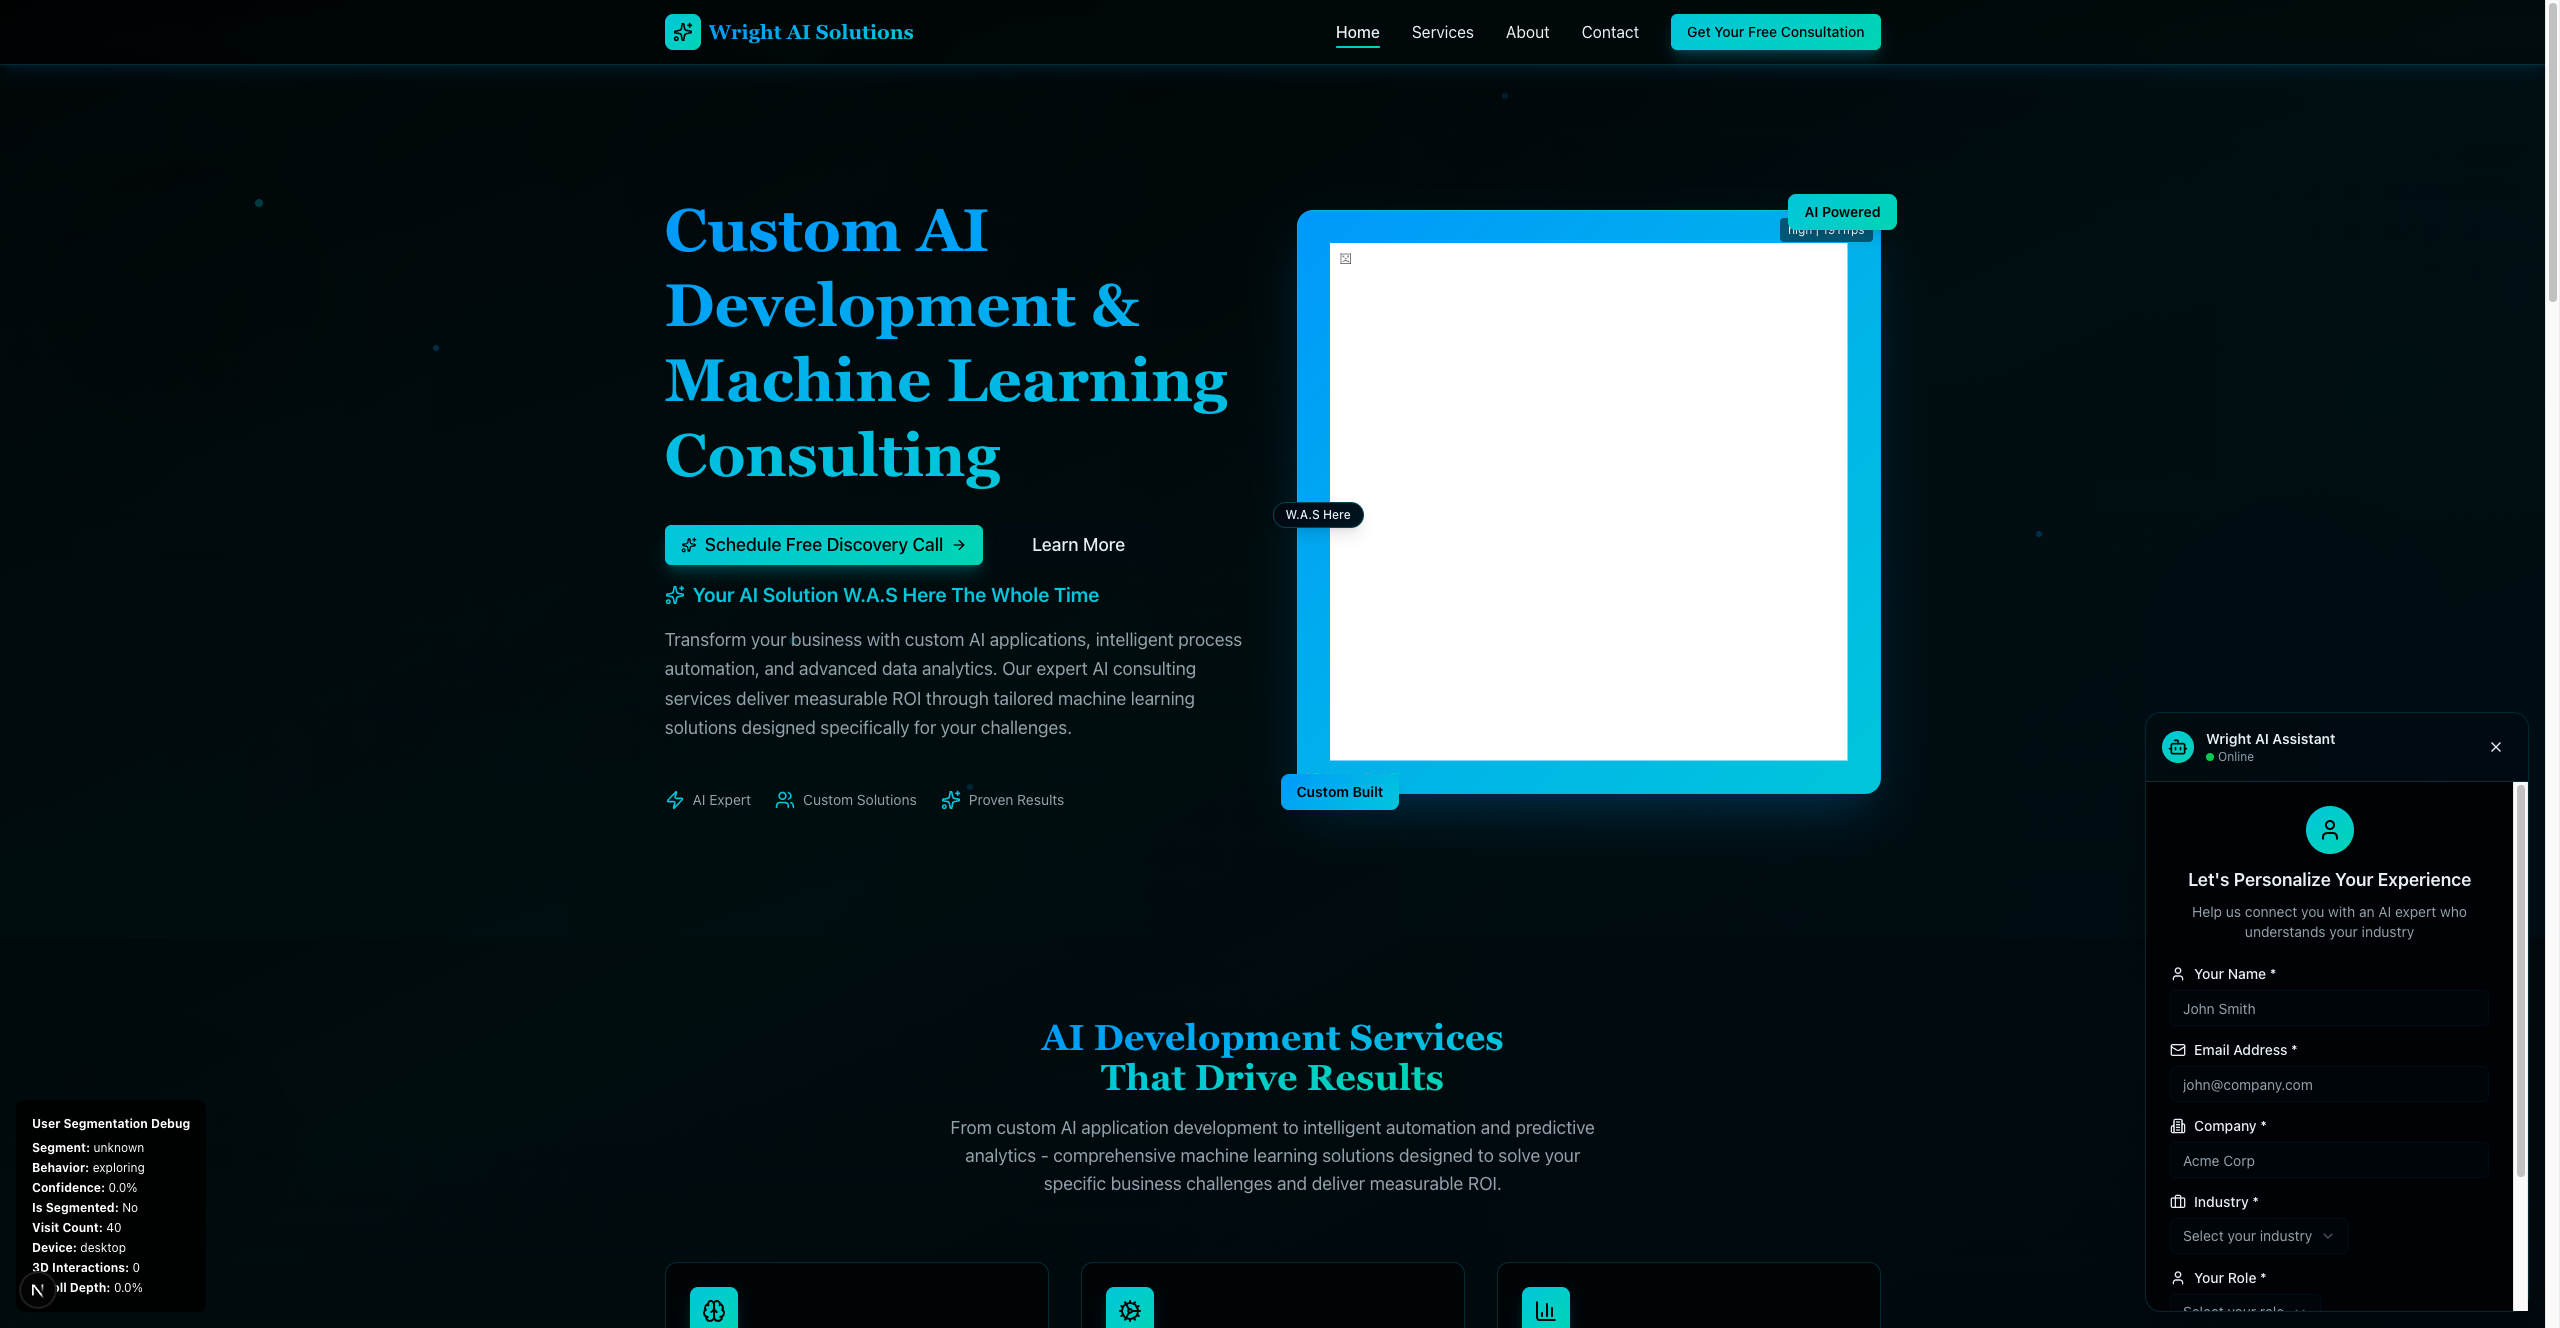 Wright AI Solutions
Home
Services
About
Contact
Get Your Free Consultation
Custom AI
Development &
Machine Learning
Consulting
Schedule Free Discovery Call
Learn More
Your AI Solution W.A.S Here The Whole Time
Transform your business with custom AI applications, intelligent process
automation, and advanced data analytics. Our expert AI consulting
services deliver measurable ROI through tailored machine learning
solutions designed specifically for your challenges.
AI Expert
Custom Solutions
Proven Results
AI Powered
W.A.S Here
Custom Built
AI Development Services
That Drive Results
From custom AI application development to intelligent automation and predictive
analytics - comprehensive machine learning solutions designed to solve your
specific business challenges and deliver measurable ROI.
User Segmentation Debug
Segment: unknown
Behavior: exploring
Confidence: 0.0%
Is Segmented: No
Visit Count: 40
Device: desktop
3D Interactions: 0
Depth: 0.0%
N
Wright AI Assistant
Online
Let's Personalize Your Experience
Help us connect you with an AI expert who
understands your industry
Your Name *
John Smith
Email Address *
john@company.com
Company *
Acme Corp
Industry *
Select your industry
Your Role *
Select your role